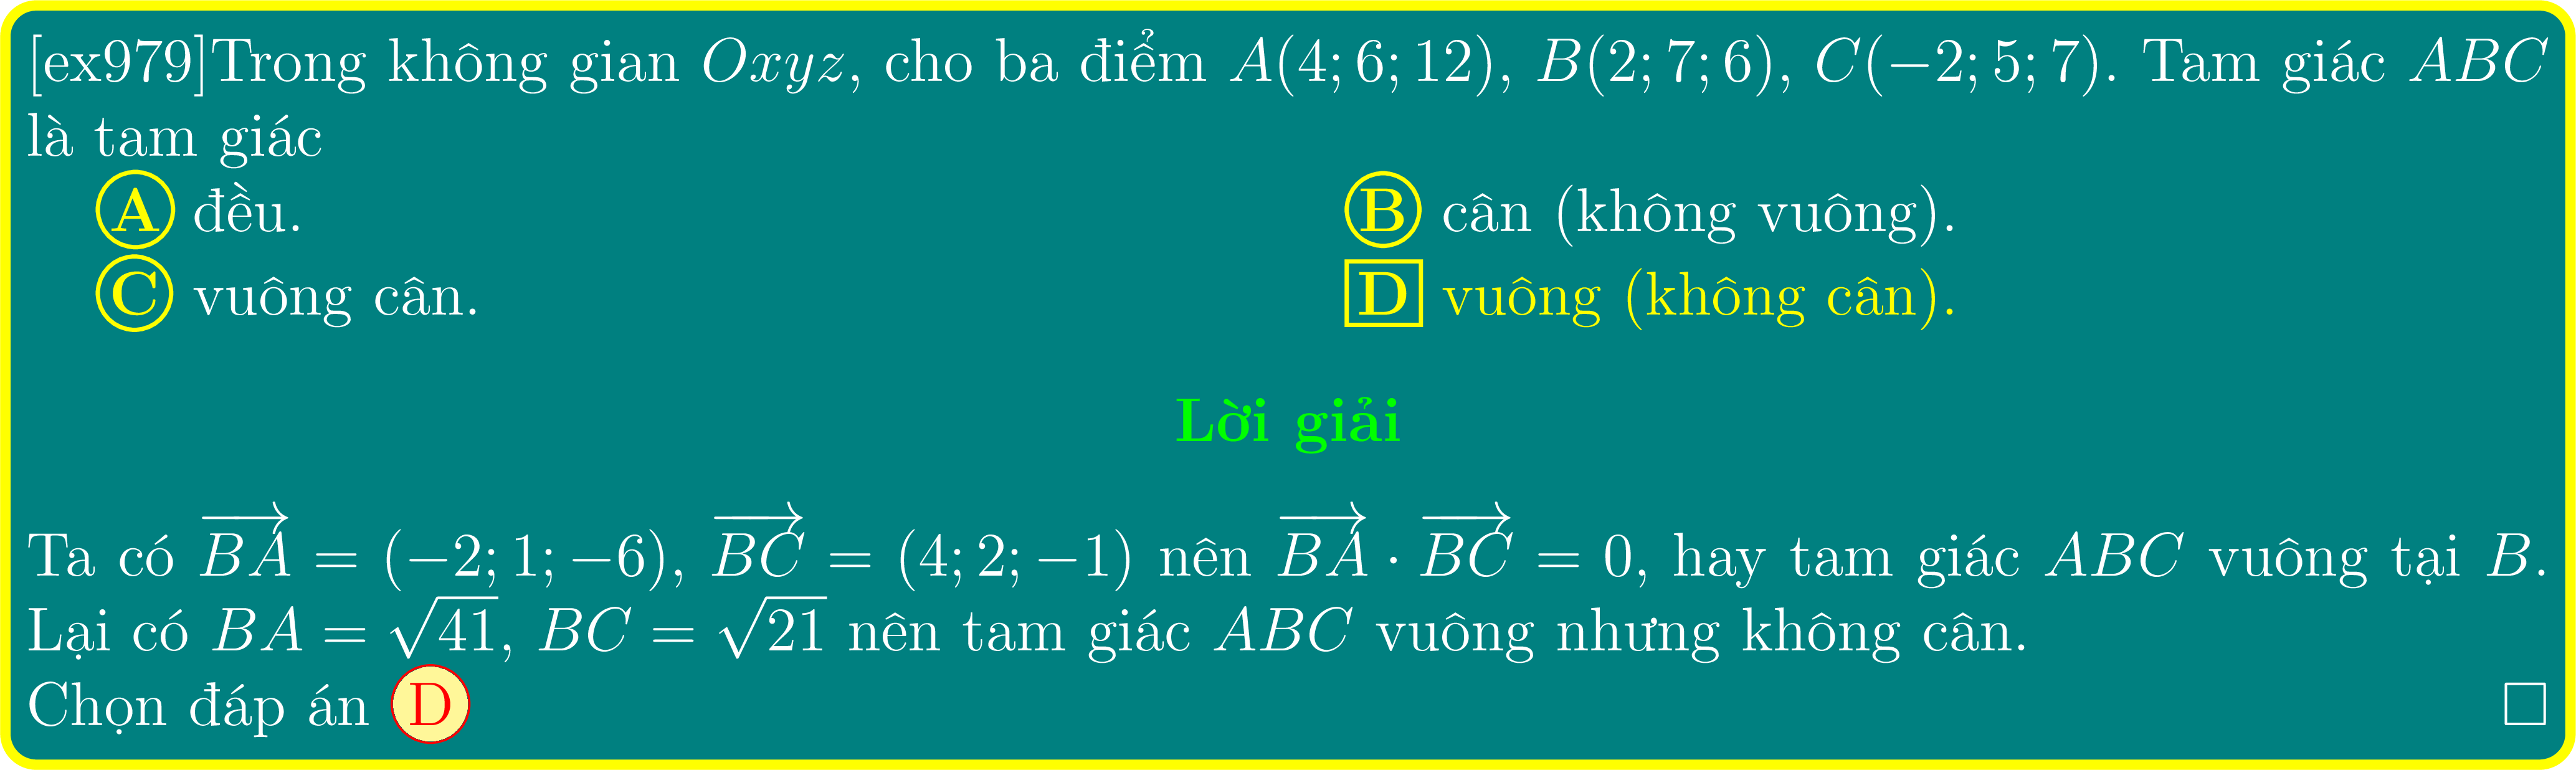 [ex979]Trong không gian Oxyz, cho ba điểm A(4; 6; 12), B(2; 7; 6), C(−2; 5; 7). Tam giác ABC
là tam giác
A đều.
B cân (không vuông).
C vuông cân.
D vuông (không cân).
Lời giải
Ta có $\overrightarrow{BA}$ = (−2; 1; −6), $\overrightarrow{BC}$ = (4; 2; −1) nên $\overrightarrow{BA} \cdot \overrightarrow{BC}$ = 0, hay tam giác ABC vuông tại B.
Lại có BA = √41, BC = √21 nên tam giác ABC vuông nhưng không cân.
Chọn đáp án D □